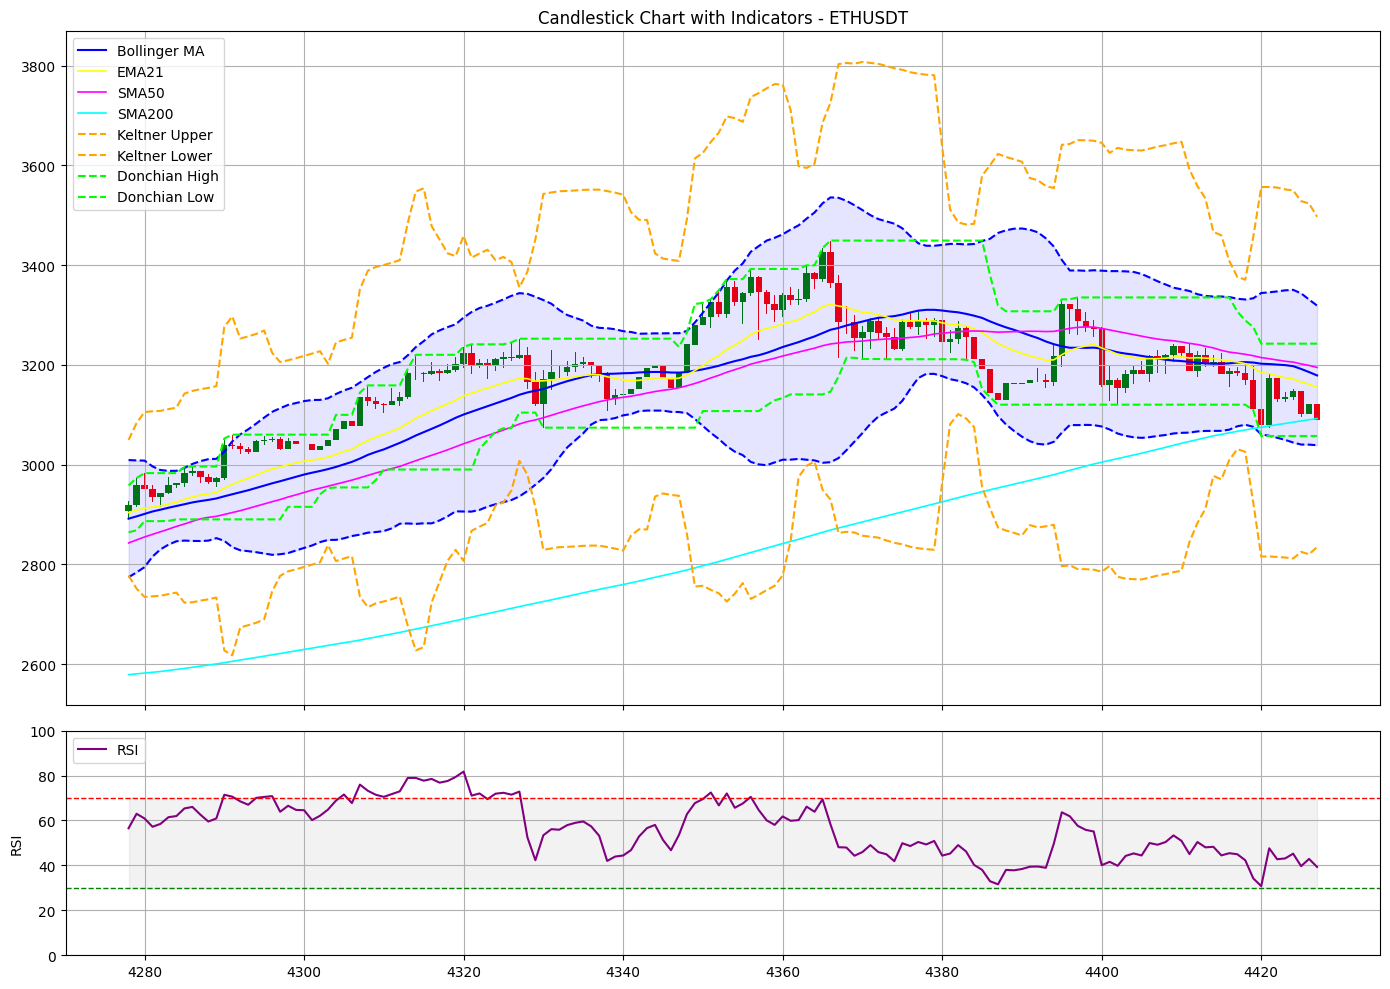 Candlestick Chart with Indicators - ETHUSDT
Bollinger MA
EMA21
SMA50
SMA200
Keltner Upper
Keltner Lower
Donchian High
Donchian Low
3800
3600
3400
3200
3000
2800
2600
RSI
100
80
60
40
20
0
RSI
4280
4300
4320
4340
4360
4380
4400
4420